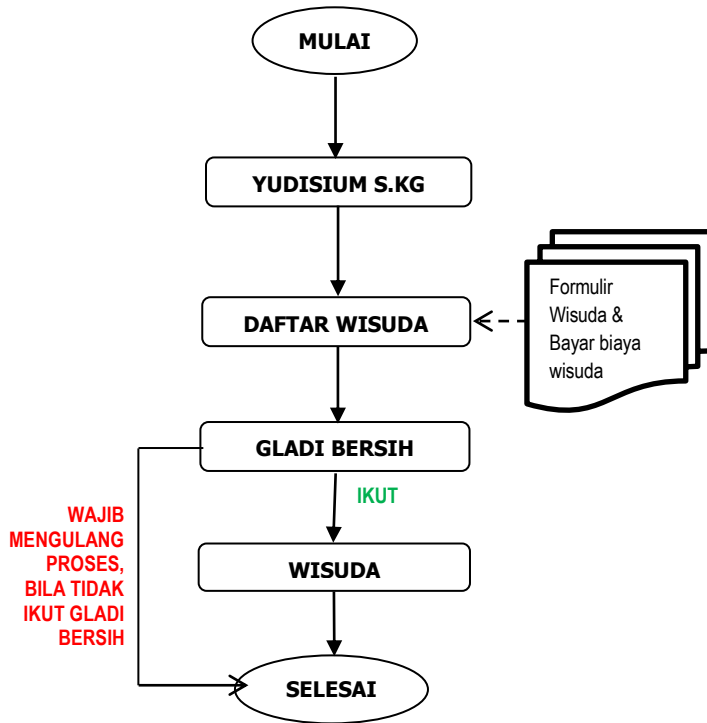 MULAI
YUDISIUM S.KG
DAFTAR WISUDA
Formulir
Wisuda &
Bayar biaya
wisuda
GLADI BERSIH
IKUT
WAJIB
MENGULANG
PROSES,
BILA TIDAK
IKUT GLADI
BERSIH
WISUDA
SELESAI